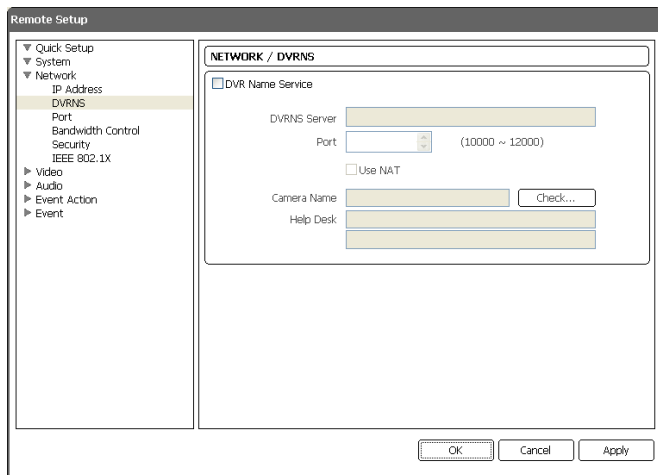 Remote Setup
Quick Setup
System
Network
IP Address
DVRNS
Port
Bandwidth Control
Security
IEEE 802.1X
Video
Audio
Event Action
Event
NETWORK / DVRNS
DVR Name Service
DVRNS Server
Port (10000 ~ 12000)
Use NAT
Camera Name Check...
Help Desk
OK Cancel Apply